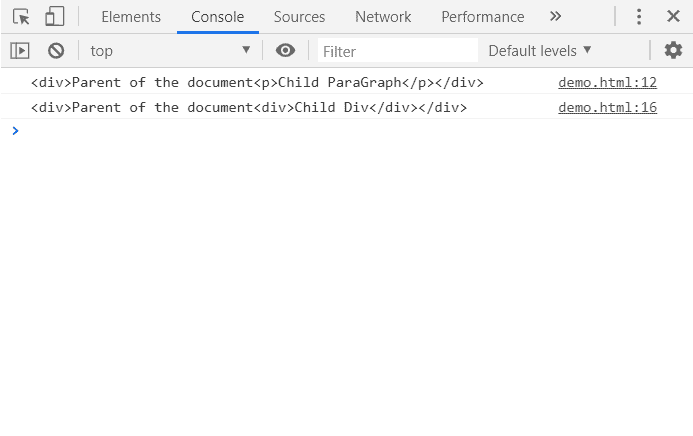 Elements Console Sources Network Performance »
top ▼ Filter Default levels ▼
<div>Parent of the document<p>Child ParaGraph</p></div> demo.html:12
<div>Parent of the document<div>Child Div</div></div> demo.html:16
>